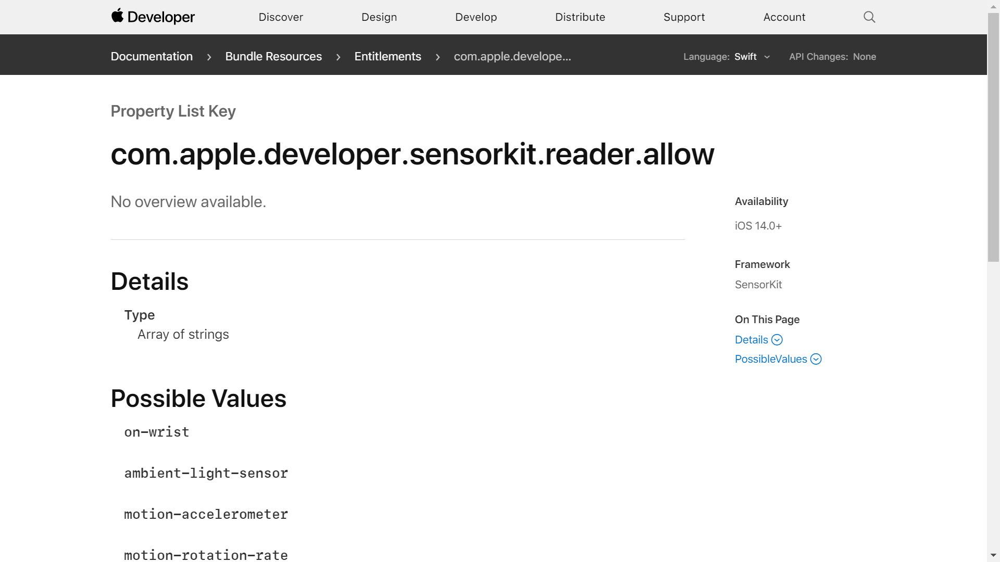 Developer Discover Design Develop Distribute Support Account
Documentation Bundle Resources Entitlements com.apple.develope... Language: Swift API Changes: None
Property List Key
com.apple.developer.sensorkit.reader.allow
No overview available.
Availability
iOS 14.0+
Framework
SensorKit
On This Page
Details
PossibleValues
Details
Type
Array of strings
Possible Values
on-wrist
ambient-light-sensor
motion-accelerometer
motion-rotation-rate